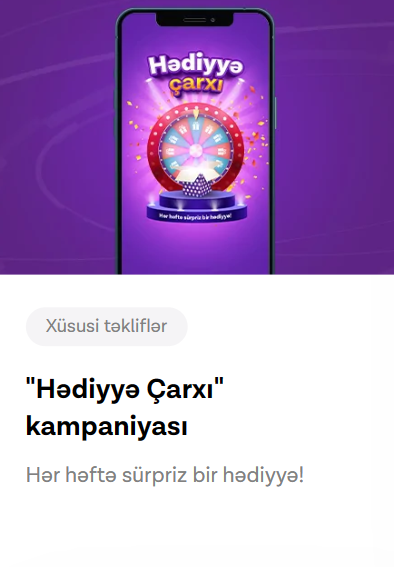 Hədiyyə
çarxı
Hər həftə sürpriz bir hədiyyə!
Xüsusi təkliflər
"Hədiyyə Çarxı"
kampaniyası
Hər həftə sürpriz bir hədiyyə!